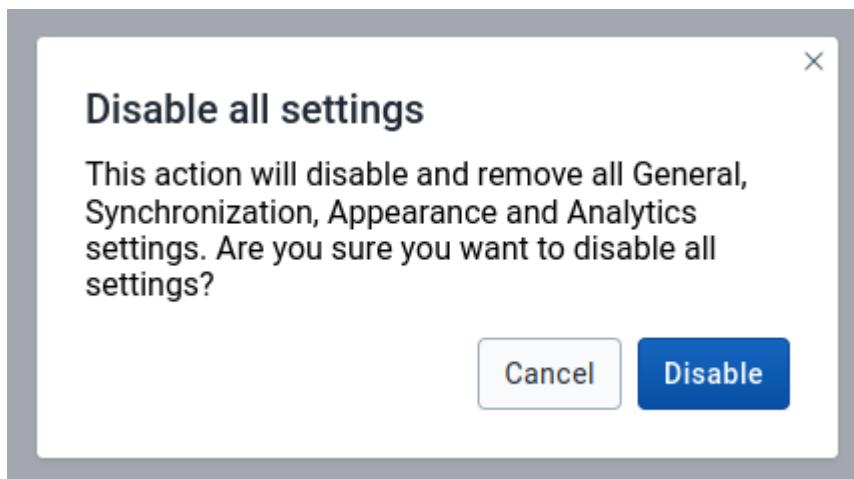 Disable all settings
This action will disable and remove all General,
Synchronization, Appearance and Analytics
settings. Are you sure you want to disable all
settings?
Cancel Disable